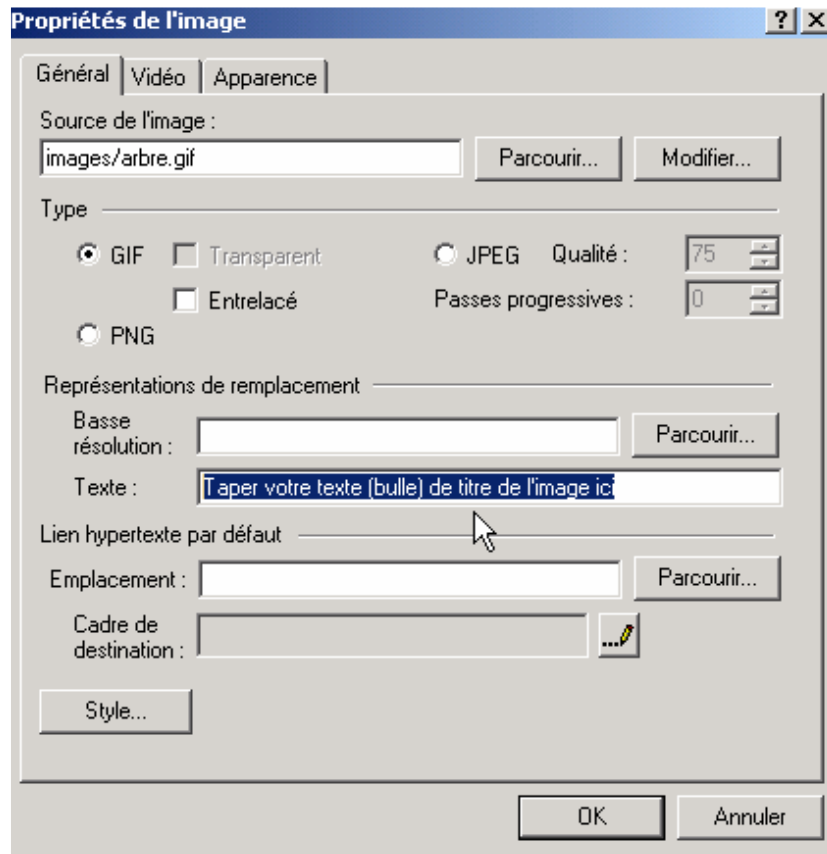 Propriétés de l'image
Général Vidéo Apparence
Source de l'image :
images/arbre.gif Parcourir... Modifier...
Type
GIF Transparent JPEG Qualité : 75
Entrelacé Passes progressives : 0
PNG
Représentations de remplacement
Basse
résolution : Parcourir...
Texte : Taper votre texte (bulle) de titre de l'image ici
Lien hypertexte par défaut
Emplacement : Parcourir...
Cadre de
destination : ...
Style...
OK Annuler